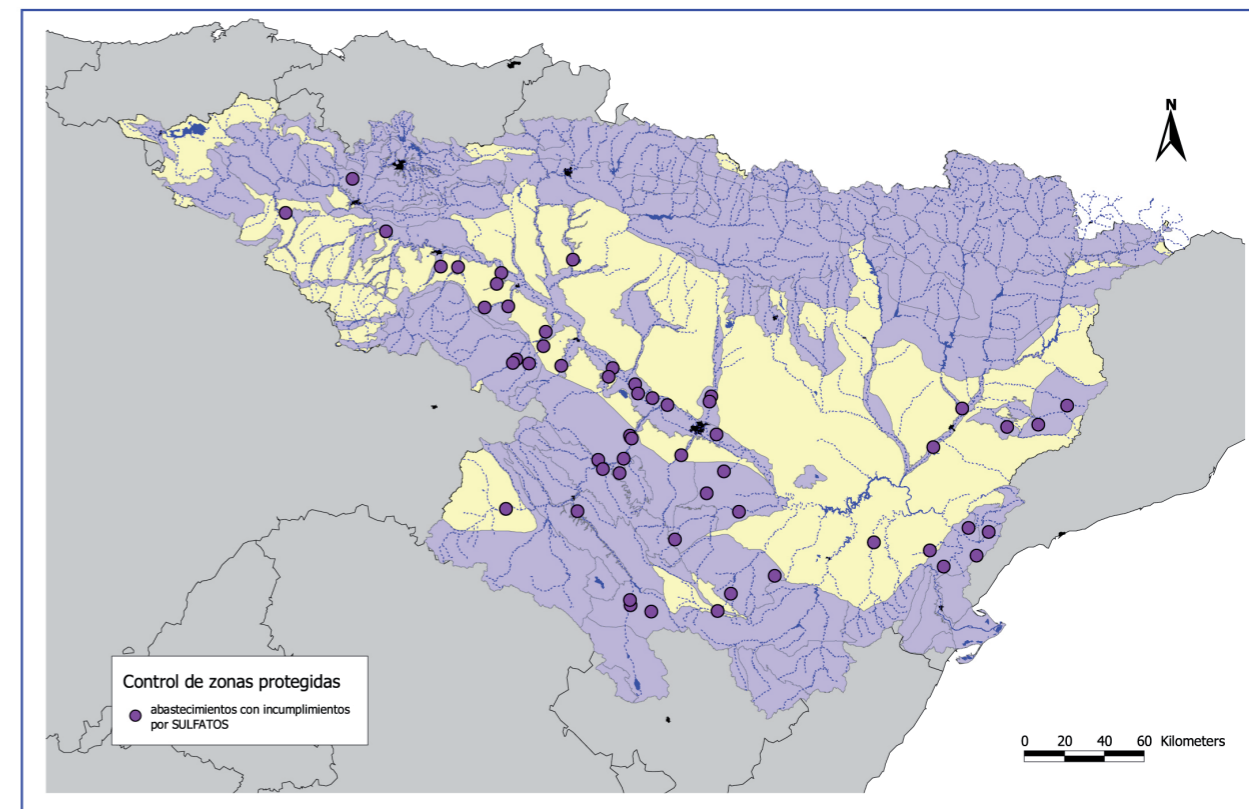 N
Control de zonas protegidas
abastecimientos con incumplimientos
por SULFATOS
0 20 40 60 Kilometers